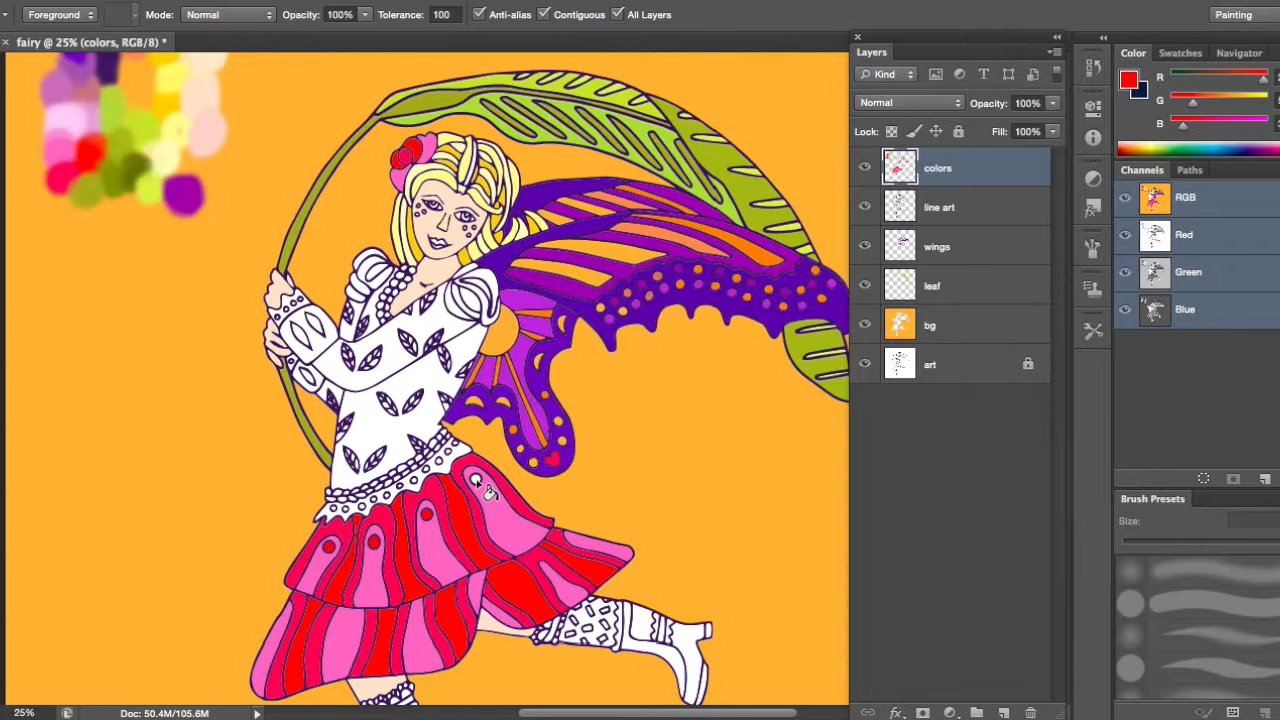 Foreground Mode: Normal Opacity: 100% Tolerance: 100 Anti-alias Contiguous All Layers Painting
fairy @ 25% (colors, RGB/8) *
Layers
Kind
Normal Opacity: 100%
Lock: Fill: 100%
colors
line art
wings
leaf
bg
art
Color Swatches Navigator
R
G
B
Channels Paths
RGB
Red
Green
Blue
Brush Presets
Size:
25% Doc: 50.4M/105.6M